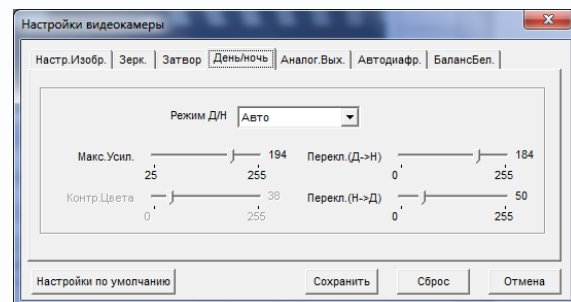 Настройки видеокамеры
Настр.Изобр. Зерк. Затвор День/ночь Аналог.Вых. Автодиафр. БалансБел.
Режим Д/Н Авто
Макс.Усил. 194 Перекл.(Д->Н) 184
25 255 0 255
Контр.Цвета 38 Перекл.(Н->Д) 50
0 255 0 255
Настройки по умолчанию Сохранить Сброс Отмена